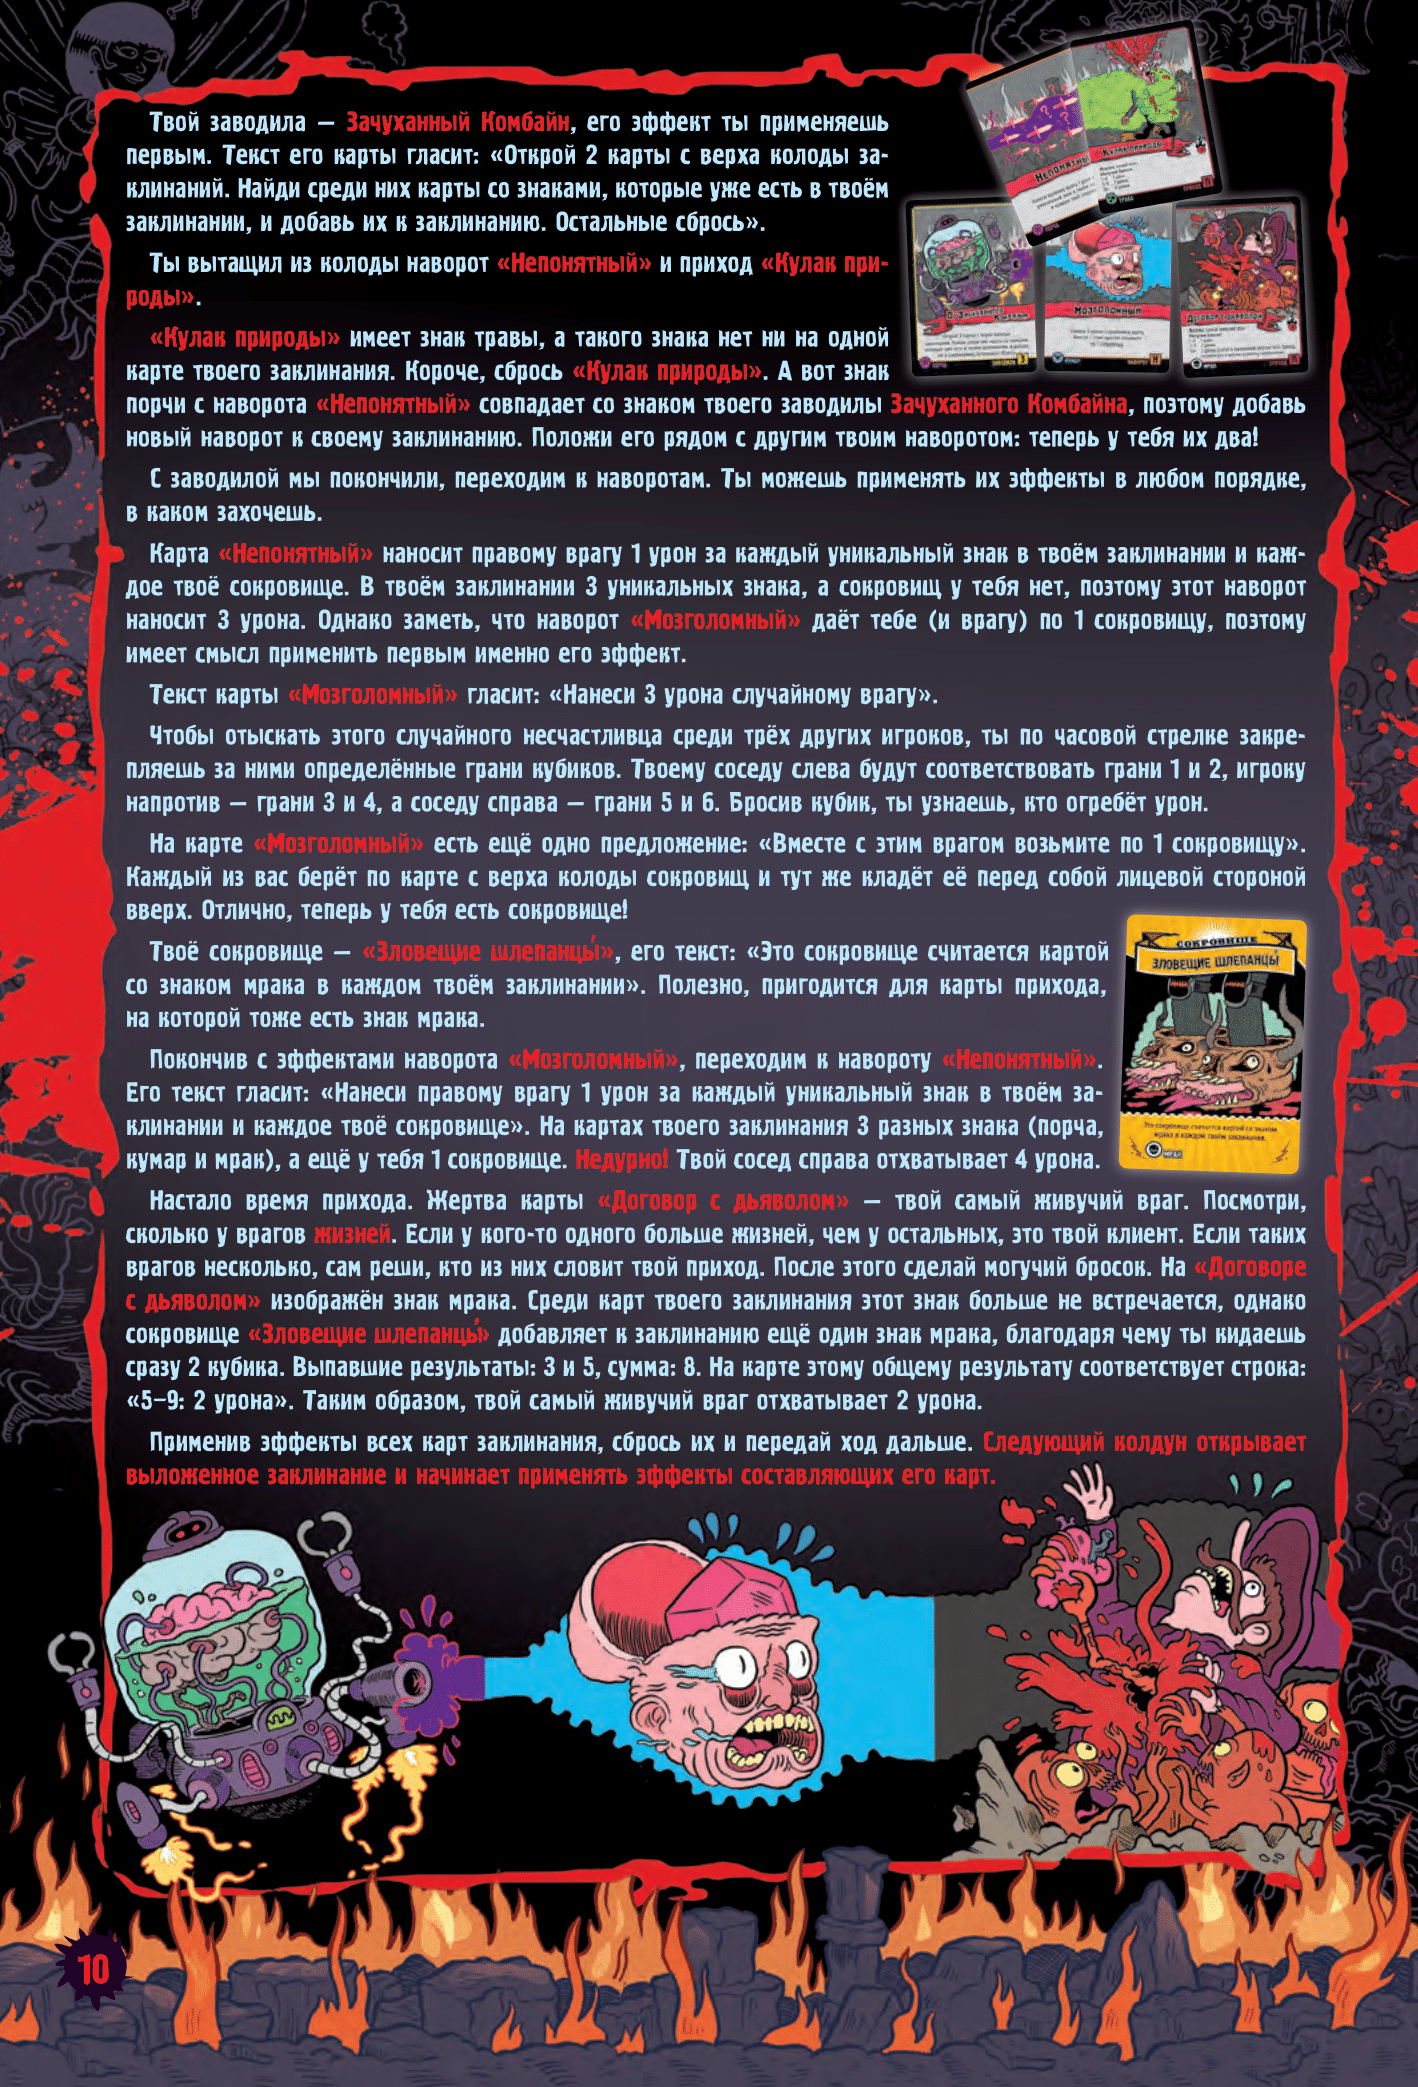 Твой заводила — Зачуханный Комбайн, его эффект ты применяешь
первым. Текст его карты гласит: «Открой 2 карты с верха колоды за-
клинаний. Найди среди них карты со знаками, которые уже есть в твоём
заклинании, и добавь их к заклинанию. Остальные сбрось».
Ты вытащил из колоды наворот «Непонятный» и приход «Кулак при-
роды».
«Кулак природы» имеет знак травы, а такого знака нет ни на одной
карте твоего заклинания. Короче, сбрось «Кулак природы». А вот знак
порчи с наворота «Непонятный» совпадает со знаком твоего заводилы Зачуханного Комбайна, поэтому добавь
новый наворот к своему заклинанию. Положи его рядом с другим твоим наворотом: теперь у тебя их два!
С заводилой мы покончили, переходим к наворотам. Ты можешь применять их эффекты в любом порядке,
в каком захочешь.
Карта «Непонятный» наносит правому врагу 1 урон за каждый уникальный знак в твоём заклинании и каж-
дое твоё сокровище. В твоём заклинании 3 уникальных знака, а сокровищ у тебя нет, поэтому этот наворот
наносит 3 урона. Однако заметь, что наворот «Мозголомный» даёт тебе (и врагу) по 1 сокровищу, поэтому
имеет смысл применить первым именно его эффект.
Текст карты «Мозголомный» гласит: «Нанеси 3 урона случайному врагу».
Чтобы отыскать этого случайного несчастливца среди трёх других игроков, ты по часовой стрелке закре-
пляешь за ними определённые грани кубиков. Твоему соседу слева будут соответствовать грани 1 и 2, игроку
напротив — грани 3 и 4, а соседу справа — грани 5 и 6. Бросив кубик, ты узнаешь, кто огребёт урон.
На карте «Мозголомный» есть ещё одно предложение: «Вместе с этим врагом возьмите по 1 сокровищу».
Каждый из вас берёт по карте с верха колоды сокровищ и тут же кладёт её перед собой лицевой стороной
вверх. Отлично, теперь у тебя есть сокровище!
Твоё сокровище — «Зловещие шлепанцы́», его текст: «Это сокровище считается картой
со знаком мрака в каждом твоём заклинании». Полезно, пригодится для карты прихода,
на которой тоже есть знак мрака.
Покончив с эффектами наворота «Мозголомный», переходим к навороту «Непонятный».
Его текст гласит: «Нанеси правому врагу 1 урон за каждый уникальный знак в твоём за-
клинании и каждое твоё сокровище». На картах твоего заклинания 3 разных знака (порча,
кумар и мрак), а ещё у тебя 1 сокровище. Недурно! Твой сосед справа отхватывает 4 урона.
Настало время прихода. Жертва карты «Договор с дьяволом» — твой самый живучий враг. Посмотри,
сколько у врагов жизней. Если у кого-то одного больше жизней, чем у остальных, это твой клиент. Если таких
врагов несколько, сам реши, кто из них словит твой приход. После этого сделай могучий бросок. На «Договоре
с дьяволом» изображён знак мрака. Среди карт твоего заклинания этот знак больше не встречается, однако
сокровище «Зловещие шлепанцы́» добавляет к заклинанию ещё один знак мрака, благодаря чему ты кидаешь
сразу 2 кубика. Выпавшие результаты: 3 и 5, сумма: 8. На карте этому общему результату соответствует строка:
«5–9: 2 урона». Таким образом, твой самый живучий враг отхватывает 2 урона.
Применив эффекты всех карт заклинания, сбрось их и передай ход дальше. Следующий колдун открывает
выложенное заклинание и начинает применять эффекты составляющих его карт.
Непонятны
Кулак природы
Трава
Мозголомный
Договор с дьяволом
Мрак
Сокровище
Зловещие шлепанцы́
Это сокровище считается картой со знаком
мрака в каждом твоём заклинании.
Мрак
10